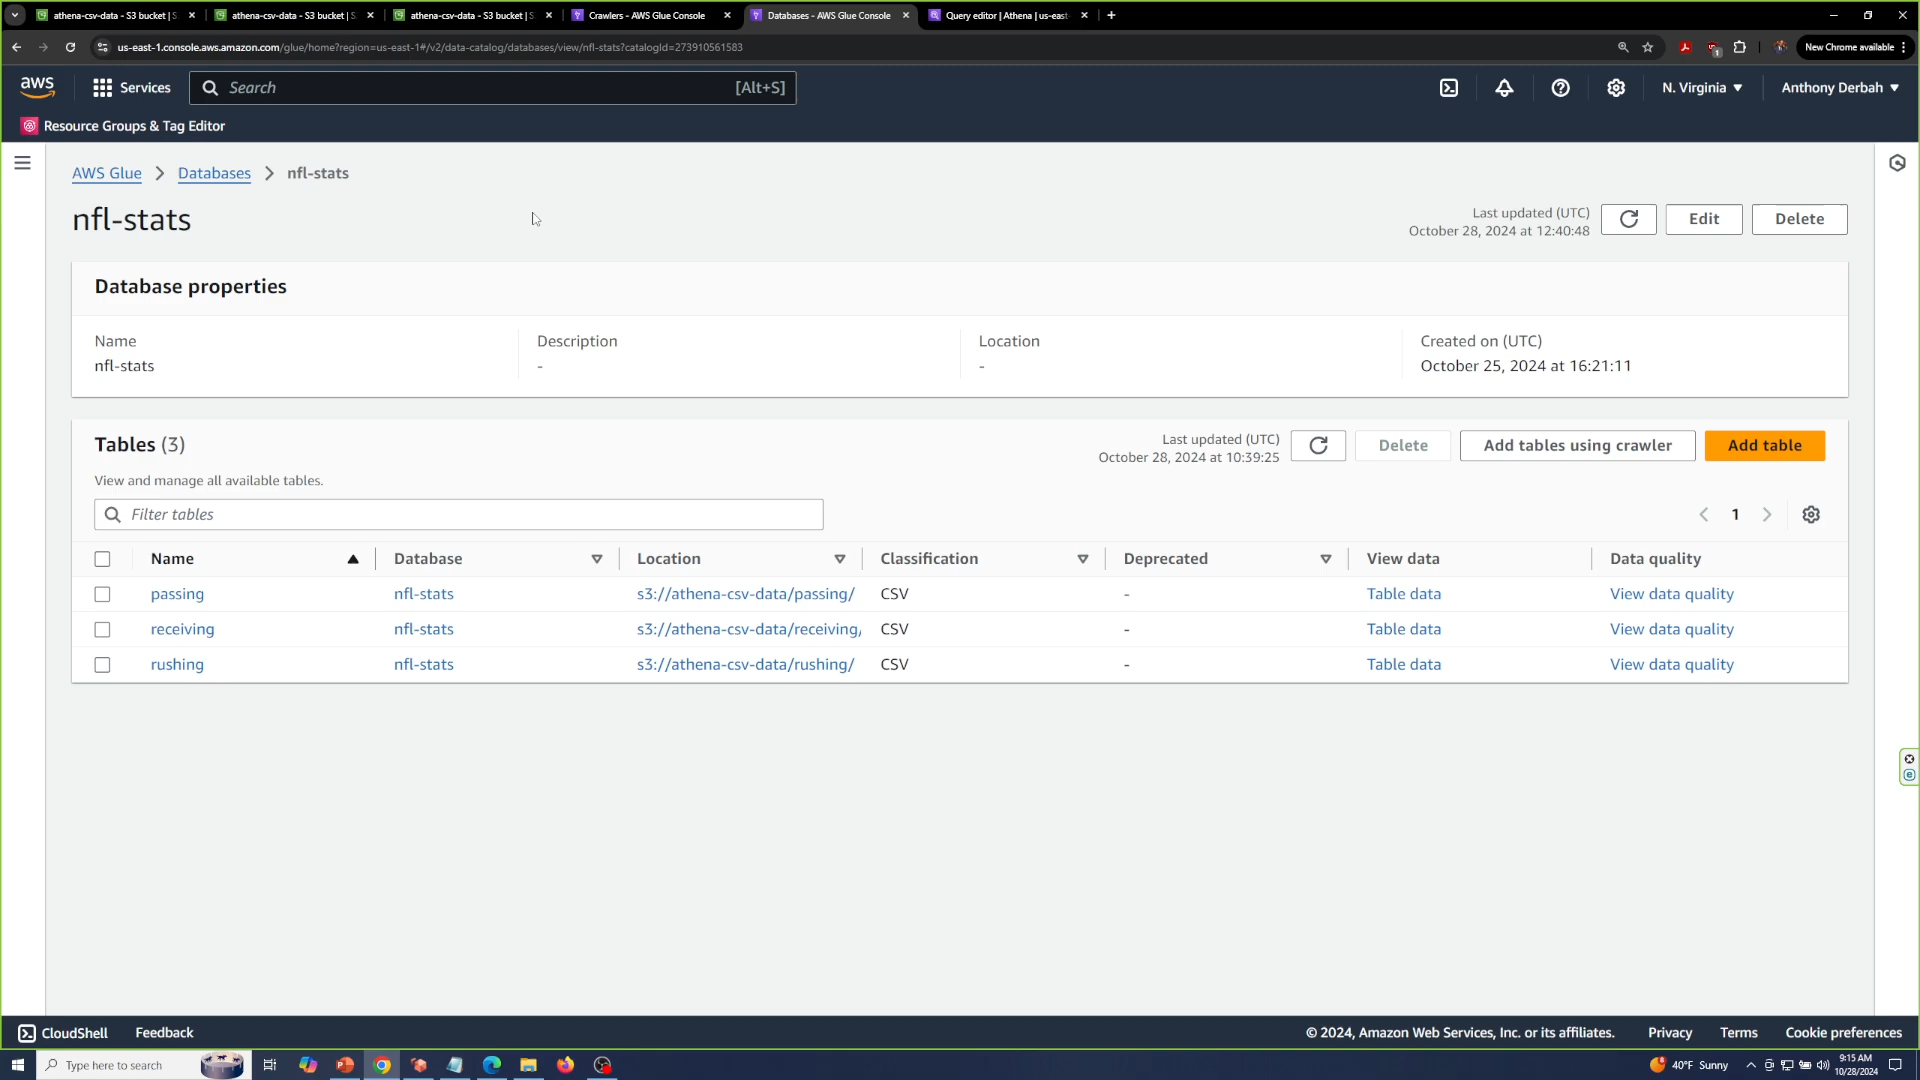 athena-csv-data - S3 bucket | S
athena-csv-data - S3 bucket | S
athena-csv-data - S3 bucket | S
Crawlers - AWS Glue Console
Databases - AWS Glue Console
Query editor | Athena | us-east-
us-east-1.console.aws.amazon.com/glue/home?region=us-east-1#/v2/data-catalog/databases/view/nfl-stats?catalogId=273910561583
New Chrome available
aws
Services
Search
[Alt+S]
N. Virginia
Anthony Derbah
Resource Groups & Tag Editor
AWS Glue > Databases > nfl-stats
nfl-stats
Last updated (UTC)
October 28, 2024 at 12:40:48
Edit
Delete
Database properties
Name
nfl-stats
Description
-
Location
-
Created on (UTC)
October 25, 2024 at 16:21:11
Tables (3)
Last updated (UTC)
October 28, 2024 at 10:39:25
Delete
Add tables using crawler
Add table
View and manage all available tables.
Filter tables
1
Name Database Location Classification Deprecated View data Data quality
passing nfl-stats s3://athena-csv-data/passing/ CSV - Table data View data quality
receiving nfl-stats s3://athena-csv-data/receiving/ CSV - Table data View data quality
rushing nfl-stats s3://athena-csv-data/rushing/ CSV - Table data View data quality
CloudShell
Feedback
© 2024, Amazon Web Services, Inc. or its affiliates.
Privacy
Terms
Cookie preferences
Type here to search
40°F Sunny
9:15 AM
10/28/2024